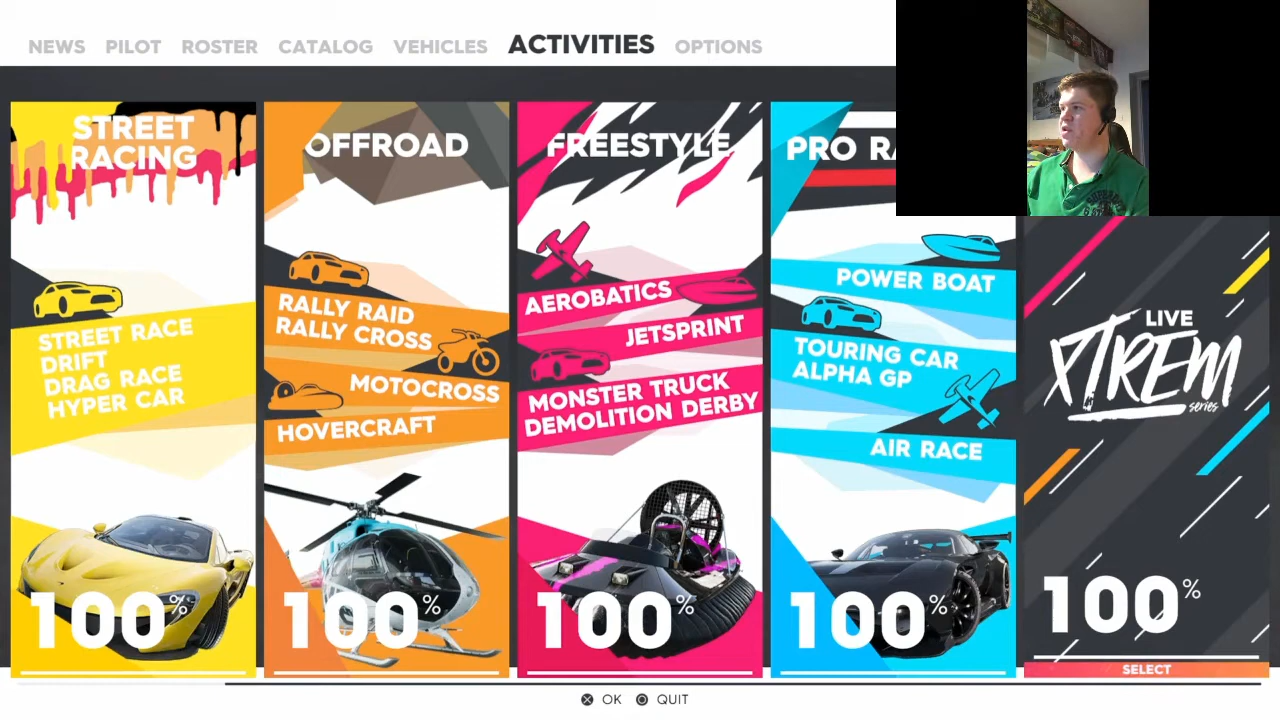 NEWS PILOT ROSTER CATALOG VEHICLES ACTIVITIES OPTIONS
STREET
RACING
STREET RACE
DRIFT
DRAG RACE
HYPER CAR
100%
OFFROAD
RALLY RAID
RALLY CROSS
MOTOCROSS
HOVERCRAFT
100%
FREESTYLE
AEROBATICS
JETSPRINT
MONSTER TRUCK
DEMOLITION DERBY
100%
PRO
POWER BOAT
TOURING CAR
ALPHA GP
AIR RACE
100%
LIVE
XTREM
series
100%
SELECT
OK QUIT